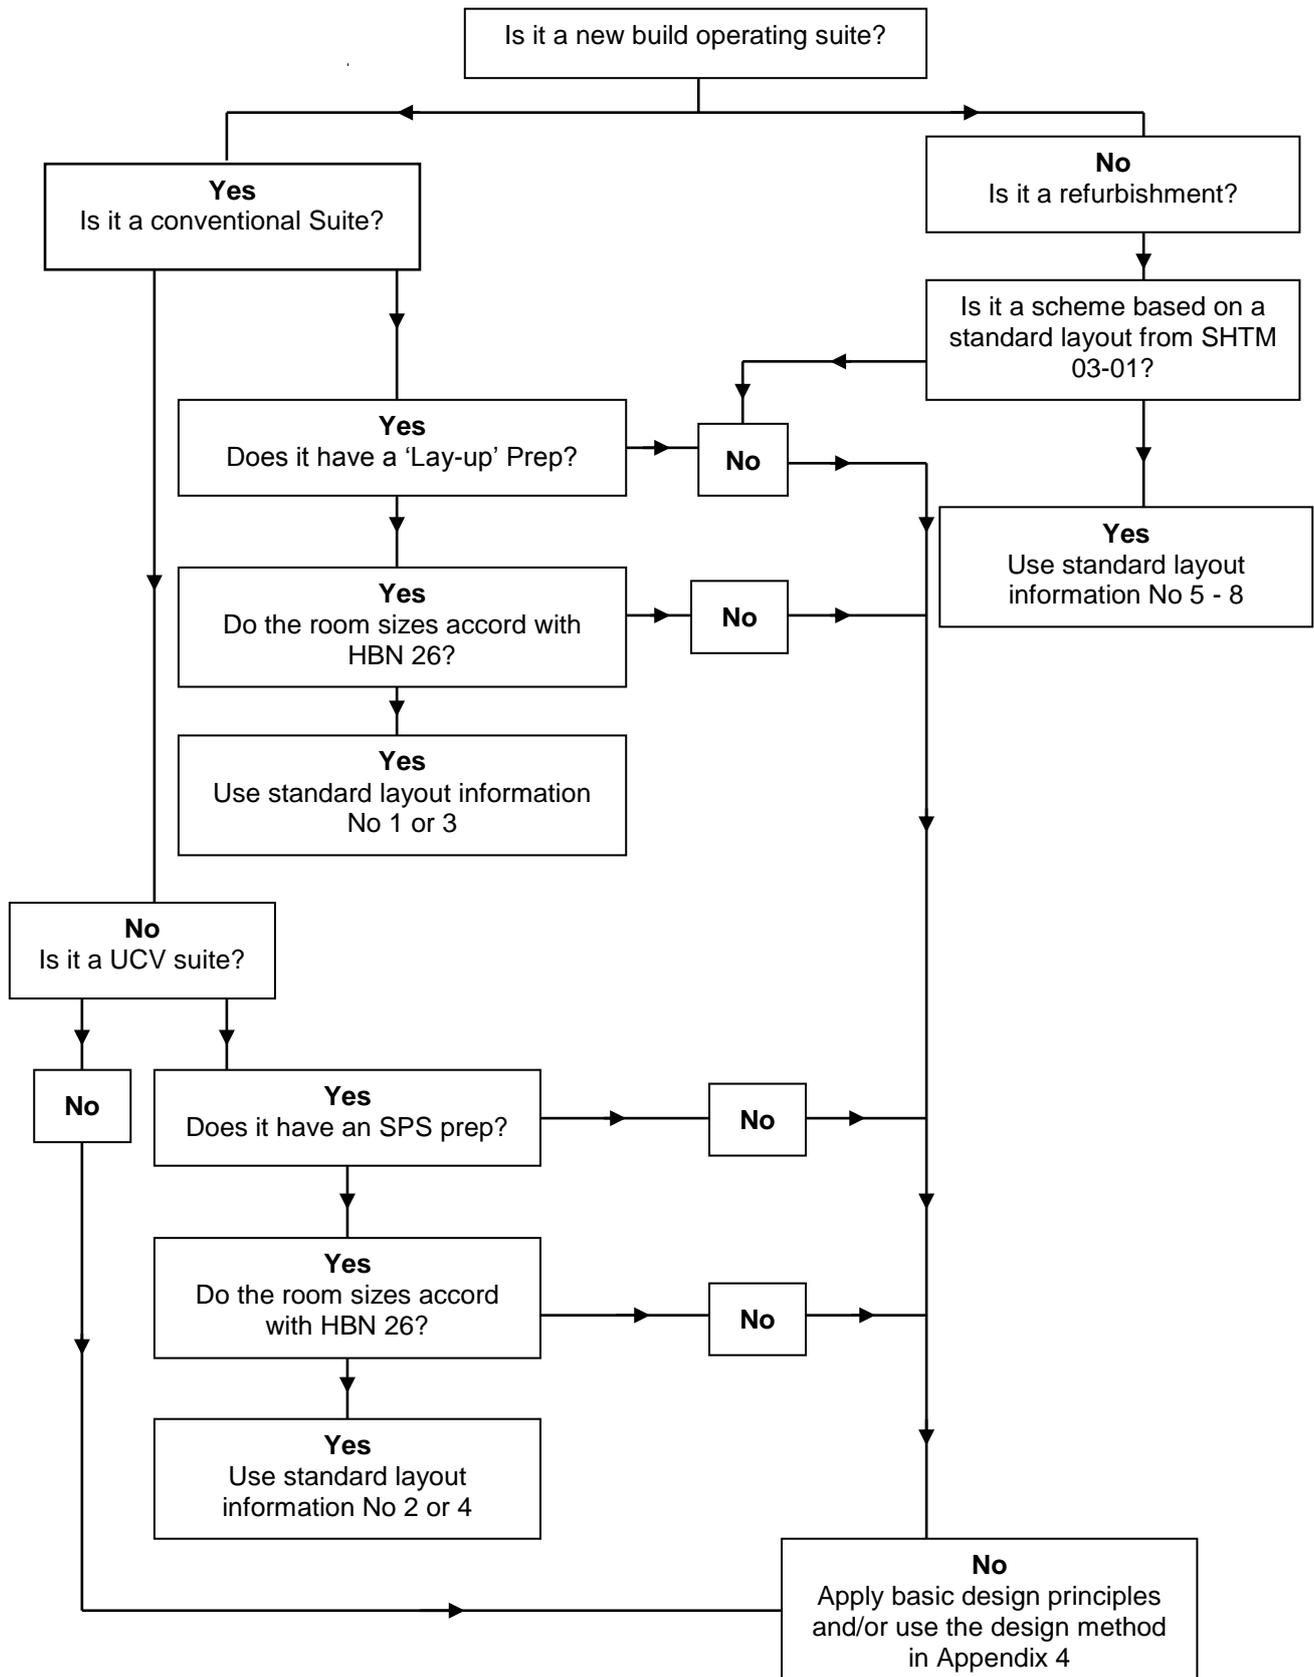 Is it a new build operating suite?
Yes
Is it a conventional Suite?
No
Is it a refurbishment?
Is it a scheme based on a
standard layout from SHTM
03-01?
Yes
Does it have a ‘Lay-up’ Prep?
No
Yes
Use standard layout
information No 5 - 8
Yes
Do the room sizes accord with
HBN 26?
No
Yes
Use standard layout information
No 1 or 3
No
Is it a UCV suite?
No
Yes
Does it have an SPS prep?
No
Yes
Do the room sizes accord
with HBN 26?
No
Yes
Use standard layout
information No 2 or 4
No
Apply basic design principles
and/or use the design method
in Appendix 4